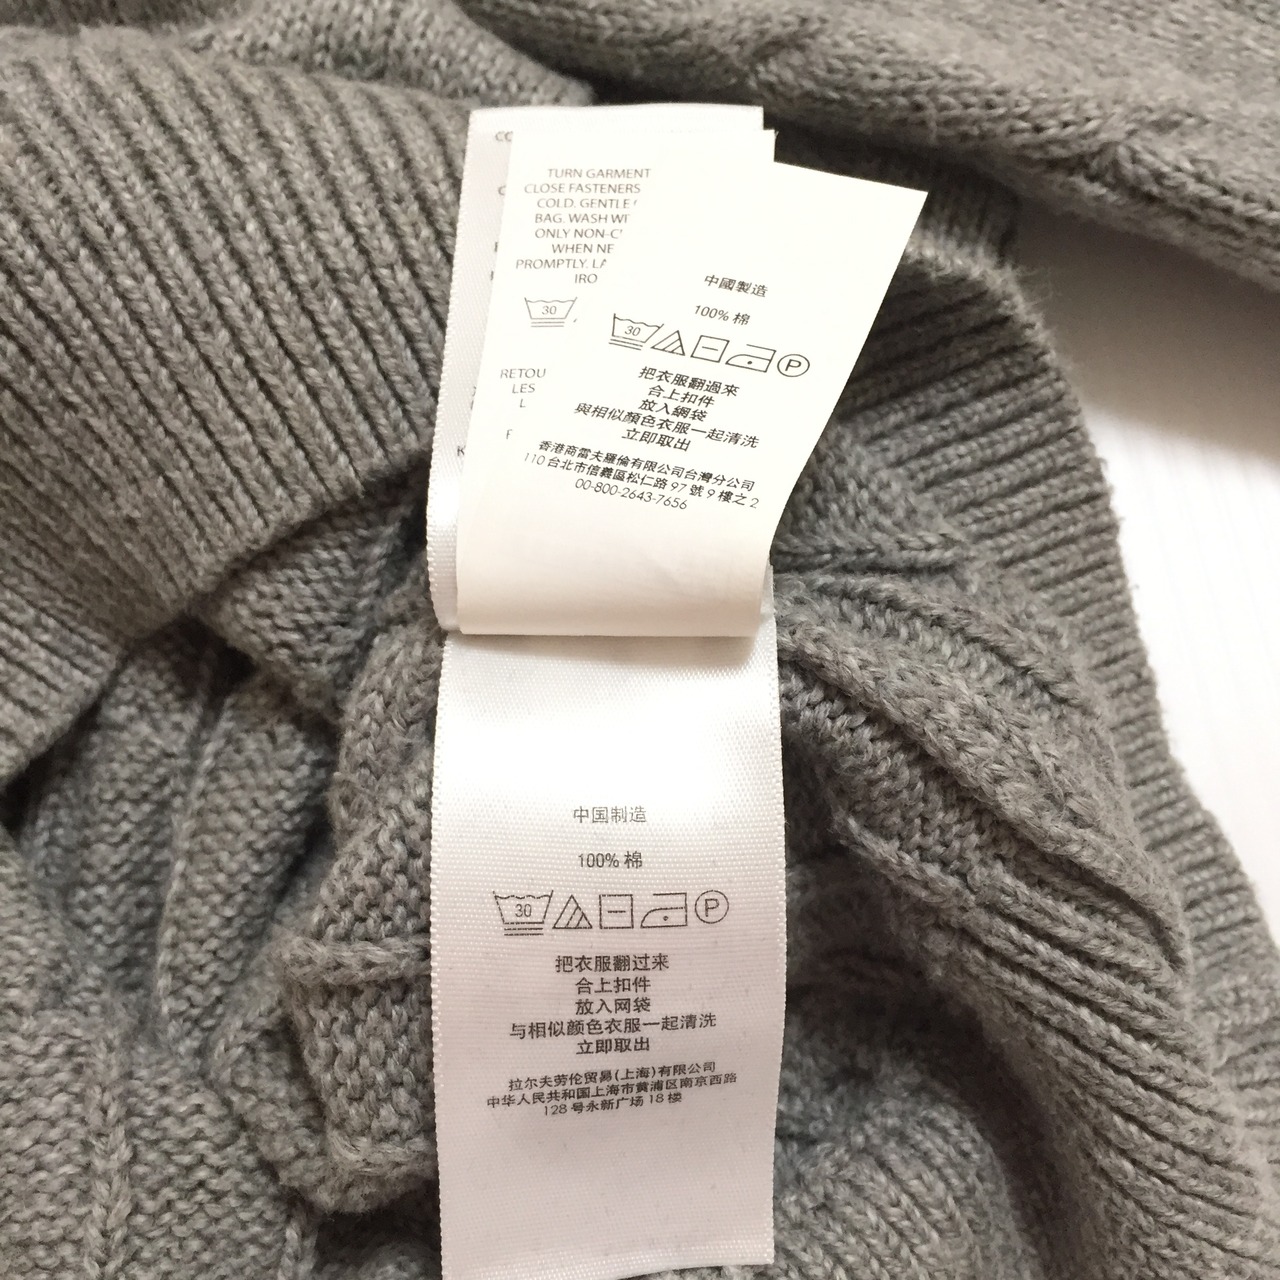 TURN GARMENT
CLOSE FASTENERS
COLD. GENTLE
BAG. WASH
ONLY
WHEN
PROMPTLY.
30
RETOU
LES
L
中國製造
100% 棉
30 P
把衣服翻過來
合上扣件
放入網袋
與相似顏色衣服一起清洗
立即取出
香港商雷夫羅倫有限公司台灣分公司
110 台北市信義區松仁路 97 號 9 樓之 2
00-800-2643-7656
中国制造
100% 棉
30 P
把衣服翻过来
合上扣件
放入网袋
与相似颜色衣服一起清洗
立即取出
拉尔夫劳伦贸易(上海)有限公司
中华人民共和国上海市黄浦区南京西路
128 号永新广场 18 楼